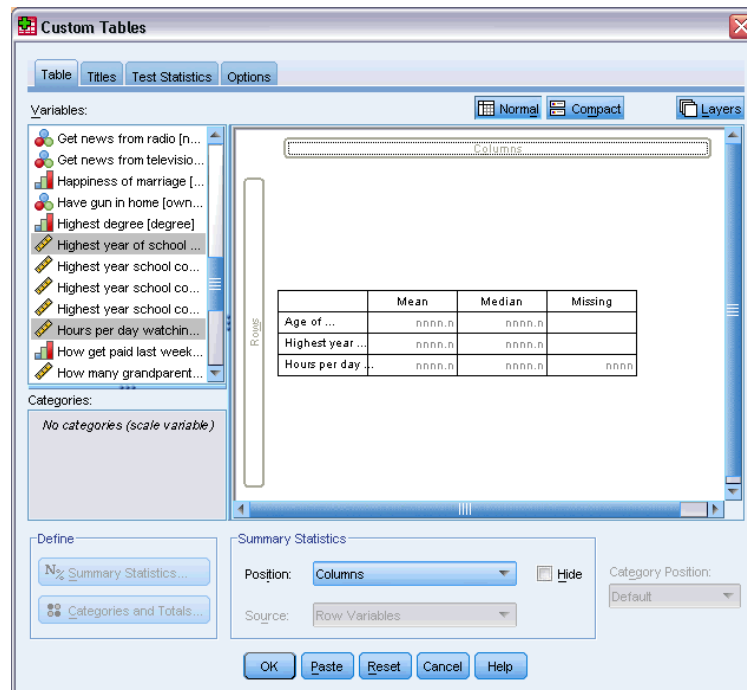 Custom Tables
Table Titles Test Statistics Options
Variables:
Normal Compact Layers
Get news from radio [n...
Get news from televisio...
Happiness of marriage [...
Have gun in home [own...
Highest degree [degree]
Highest year of school ...
Highest year school co...
Highest year school co...
Highest year school co...
Hours per day watchin...
How get paid last week...
How many grandparent...
Categories:
No categories (scale variable)
Columns
Rows
Mean Median Missing
Age of ... nnnn.n nnnn.n
Highest year ... nnnn.n nnnn.n
Hours per day ... nnnn.n nnnn.n nnnn
Define
N% Summary Statistics...
Categories and Totals...
Summary Statistics
Position: Columns Hide
Source: Row Variables
Category Position:
Default
OK Paste Reset Cancel Help